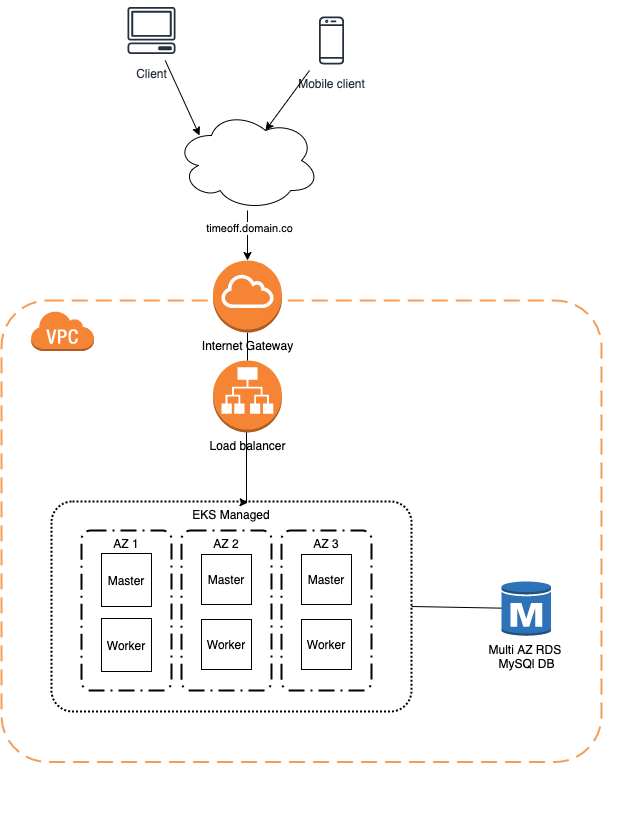 Client
Mobile client
timeoff.domain.co
VPC
Internet Gateway
Load balancer
EKS Managed
AZ 1
AZ 2
AZ 3
Master
Master
Master
Worker
Worker
Worker
M
Multi AZ RDS
MySQl DB